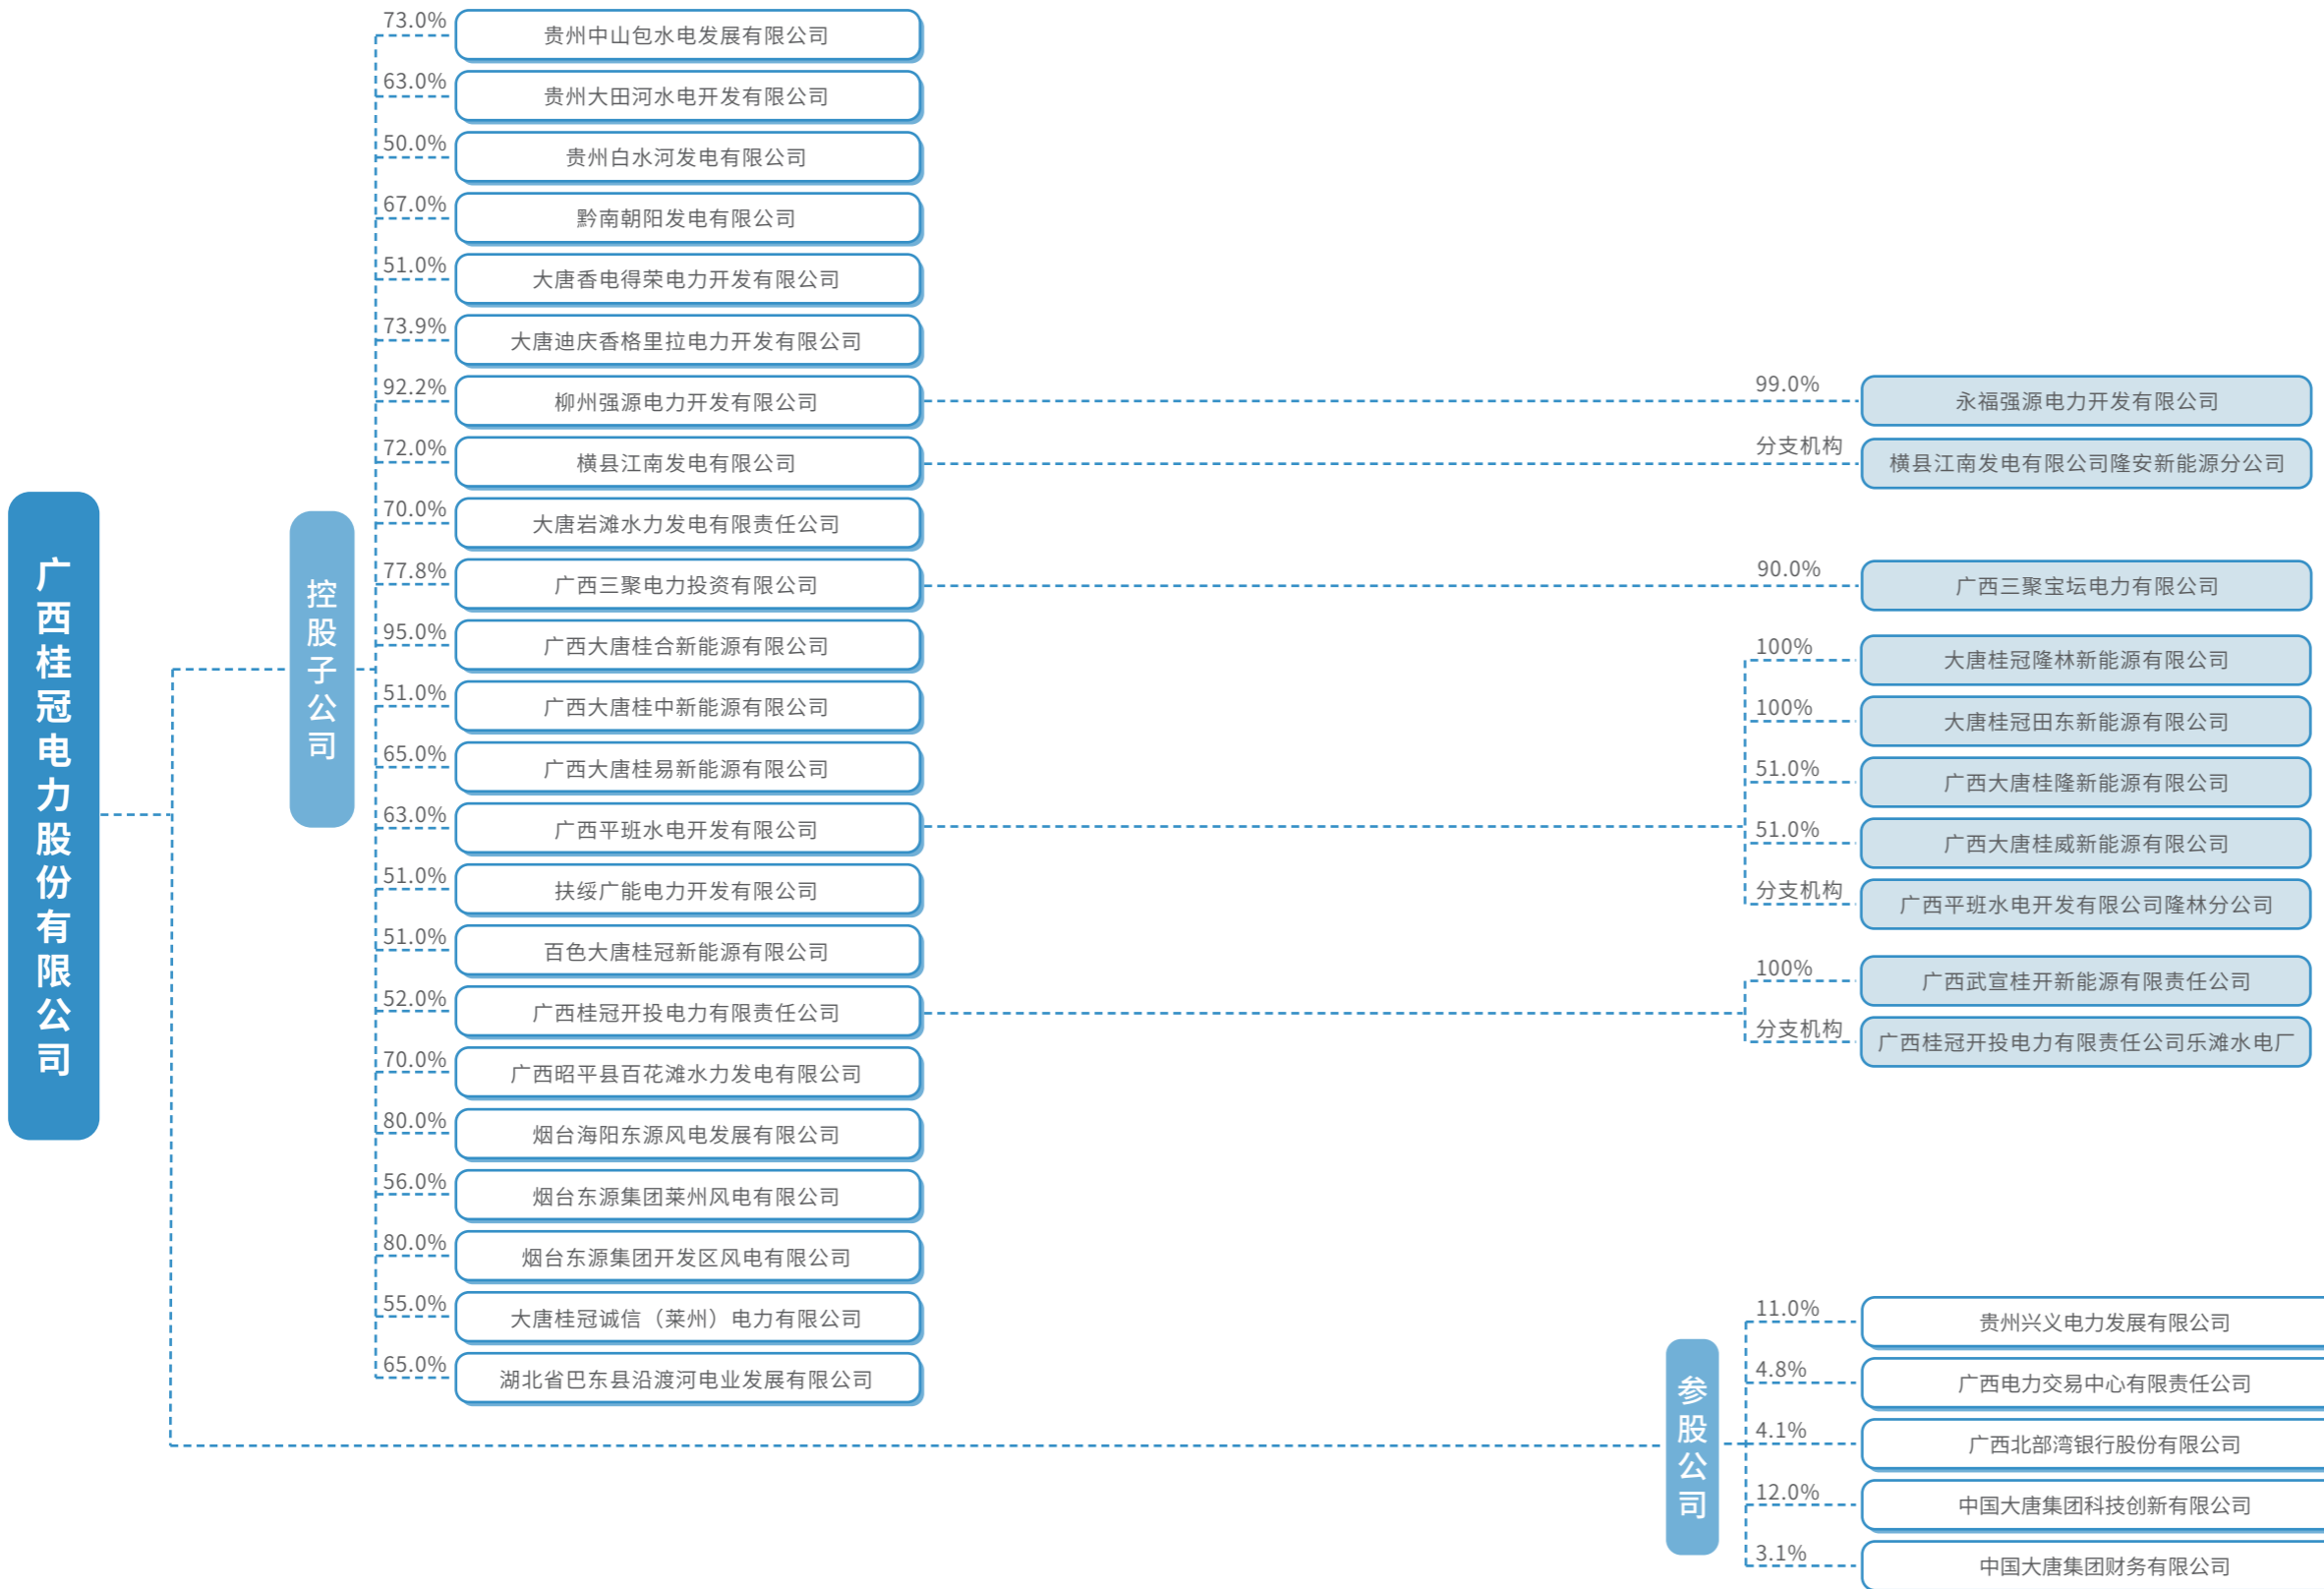 广西桂冠电力股份有限公司
控股子公司
73.0%
贵州中山包水电发展有限公司
63.0%
贵州大田河水电开发有限公司
50.0%
贵州白水河发电有限公司
67.0%
黔南朝阳发电有限公司
51.0%
大唐香电得荣电力开发有限公司
73.9%
大唐迪庆香格里拉电力开发有限公司
92.2%
柳州强源电力开发有限公司
99.0%
永福强源电力开发有限公司
72.0%
横县江南发电有限公司
分支机构
横县江南发电有限公司隆安新能源分公司
70.0%
大唐岩滩水力发电有限责任公司
77.8%
广西三聚电力投资有限公司
90.0%
广西三聚宝坛电力有限公司
95.0%
广西大唐桂合新能源有限公司
51.0%
广西大唐桂中新能源有限公司
65.0%
广西大唐桂易新能源有限公司
63.0%
广西平班水电开发有限公司
100%
大唐桂冠隆林新能源有限公司
100%
大唐桂冠田东新能源有限公司
51.0%
广西大唐桂隆新能源有限公司
51.0%
广西大唐桂威新能源有限公司
分支机构
广西平班水电开发有限公司隆林分公司
51.0%
扶绥广能电力开发有限公司
51.0%
百色大唐桂冠新能源有限公司
52.0%
广西桂冠开投电力有限责任公司
100%
广西武宣桂开新能源有限责任公司
分支机构
广西桂冠开投电力有限责任公司乐滩水电厂
70.0%
广西昭平县百花滩水力发电有限公司
80.0%
烟台海阳东源风电发展有限公司
56.0%
烟台东源集团莱州风电有限公司
80.0%
烟台东源集团开发区风电有限公司
55.0%
大唐桂冠诚信（莱州）电力有限公司
65.0%
湖北省巴东县沿渡河电业发展有限公司
参股公司
11.0%
贵州兴义电力发展有限公司
4.8%
广西电力交易中心有限责任公司
4.1%
广西北部湾银行股份有限公司
12.0%
中国大唐集团科技创新有限公司
3.1%
中国大唐集团财务有限公司